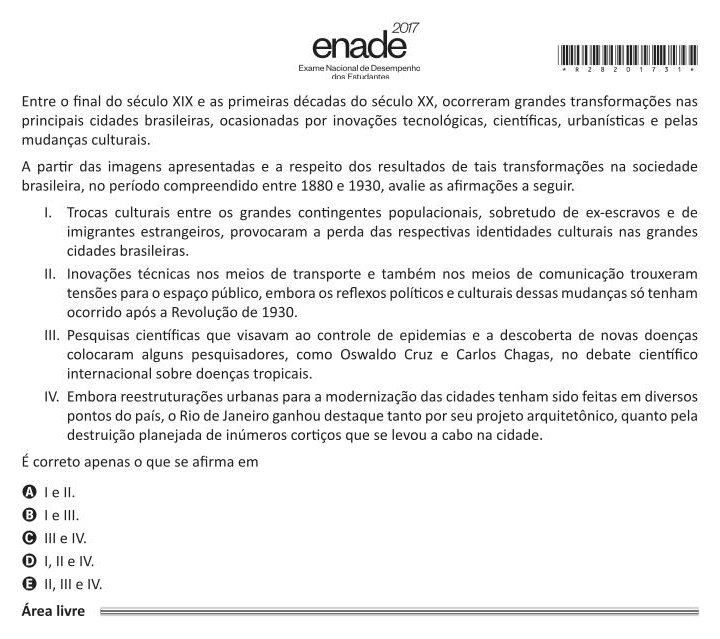 2017
enade
Exame Nacional de Desempenho
dos Estudantes
* R 2 8 2 0 1 7 3 1 *
Entre o final do século XIX e as primeiras décadas do século XX, ocorreram grandes transformações nas
principais cidades brasileiras, ocasionadas por inovações tecnológicas, científicas, urbanísticas e pelas
mudanças culturais.
A partir das imagens apresentadas e a respeito dos resultados de tais transformações na sociedade
brasileira, no período compreendido entre 1880 e 1930, avalie as afirmações a seguir.
I. Trocas culturais entre os grandes contingentes populacionais, sobretudo de ex-escravos e de
imigrantes estrangeiros, provocaram a perda das respectivas identidades culturais nas grandes
cidades brasileiras.
II. Inovações técnicas nos meios de transporte e também nos meios de comunicação trouxeram
tensões para o espaço público, embora os reflexos políticos e culturais dessas mudanças só tenham
ocorrido após a Revolução de 1930.
III. Pesquisas científicas que visavam ao controle de epidemias e a descoberta de novas doenças
colocaram alguns pesquisadores, como Oswaldo Cruz e Carlos Chagas, no debate científico
internacional sobre doenças tropicais.
IV. Embora reestruturações urbanas para a modernização das cidades tenham sido feitas em diversos
pontos do país, o Rio de Janeiro ganhou destaque tanto por seu projeto arquitetônico, quanto pela
destruição planejada de inúmeros cortiços que se levou a cabo na cidade.
É correto apenas o que se afirma em
A I e II.
B I e III.
C III e IV.
D I, II e IV.
E II, III e IV.
Área livre